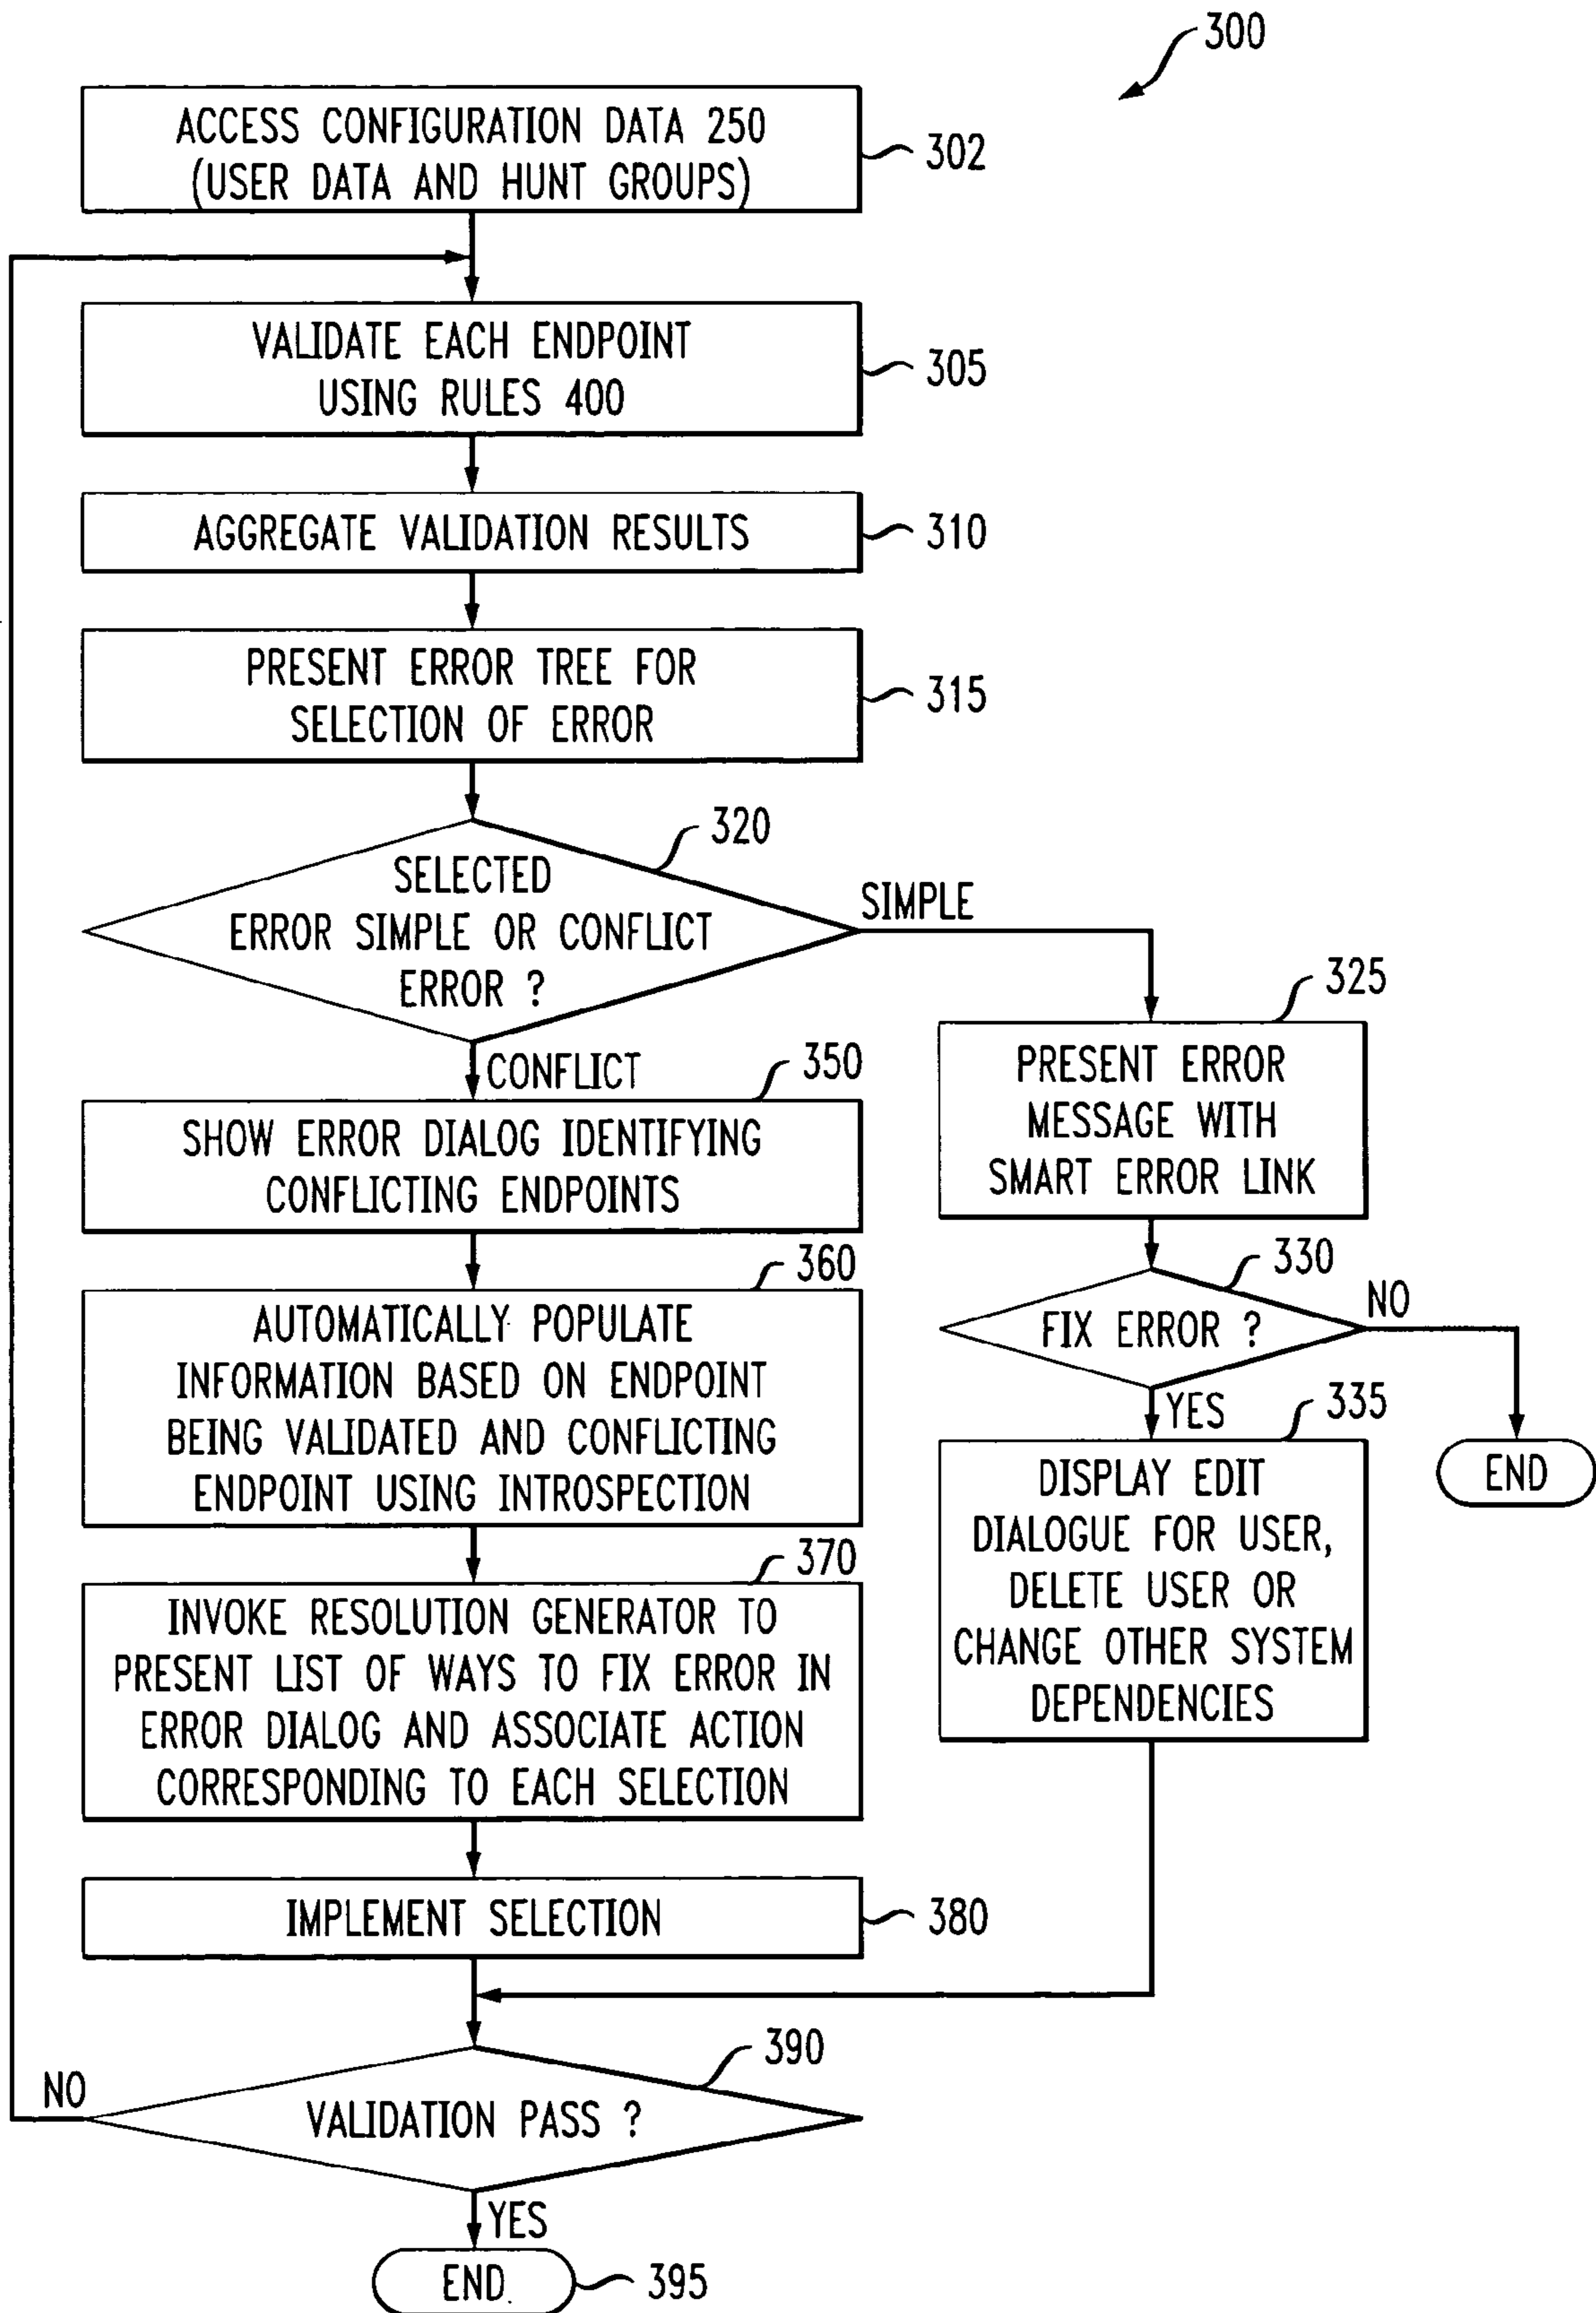 300
ACCESS CONFIGURATION DATA 250
(USER DATA AND HUNT GROUPS)
302
VALIDATE EACH ENDPOINT
USING RULES 400
305
AGGREGATE VALIDATION RESULTS
310
PRESENT ERROR TREE FOR
SELECTION OF ERROR
315
320
SELECTED
ERROR SIMPLE OR CONFLICT
ERROR ?
SIMPLE
CONFLICT
325
PRESENT ERROR
MESSAGE WITH
SMART ERROR LINK
330
FIX ERROR ?
NO
END
YES
335
DISPLAY EDIT
DIALOGUE FOR USER,
DELETE USER OR
CHANGE OTHER SYSTEM
DEPENDENCIES
350
SHOW ERROR DIALOG IDENTIFYING
CONFLICTING ENDPOINTS
360
AUTOMATICALLY POPULATE
INFORMATION BASED ON ENDPOINT
BEING VALIDATED AND CONFLICTING
ENDPOINT USING INTROSPECTION
370
INVOKE RESOLUTION GENERATOR TO
PRESENT LIST OF WAYS TO FIX ERROR IN
ERROR DIALOG AND ASSOCIATE ACTION
CORRESPONDING TO EACH SELECTION
IMPLEMENT SELECTION
380
390
NO
VALIDATION PASS ?
YES
END
395